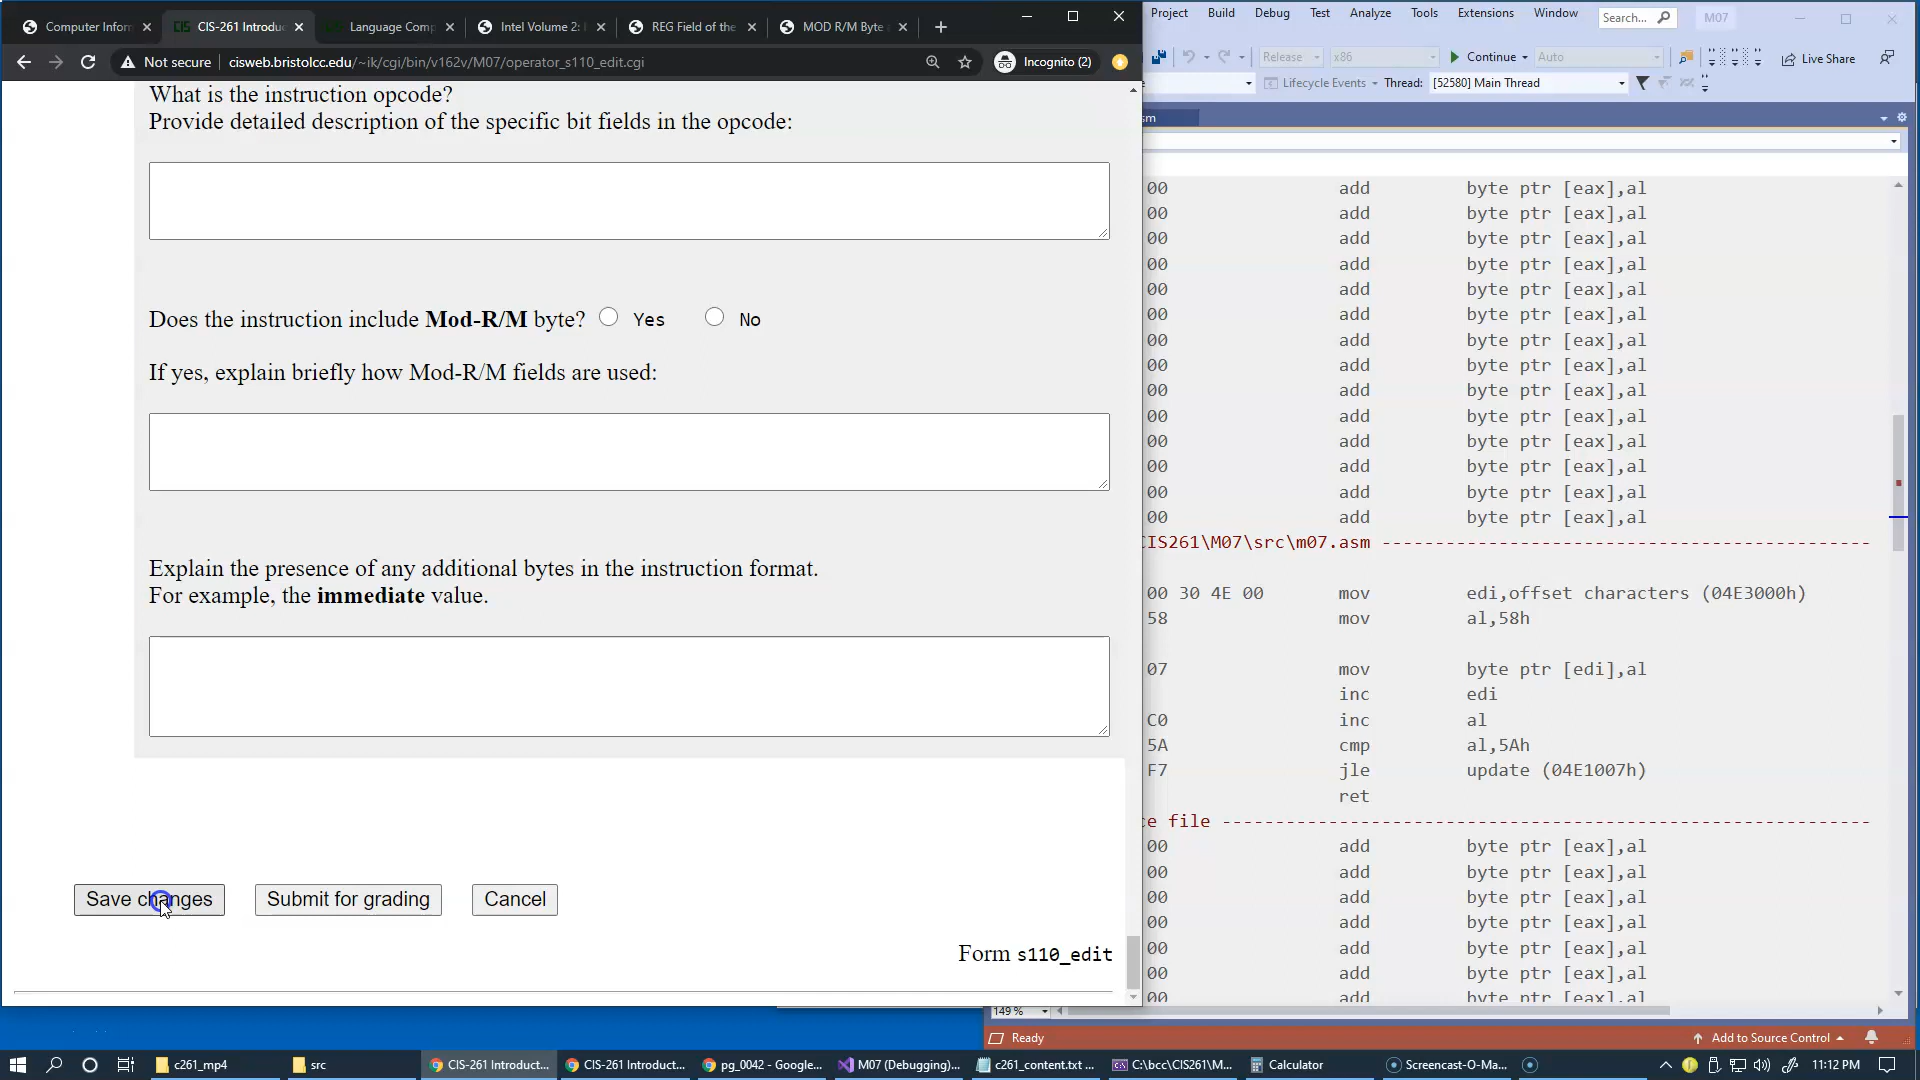 Computer Inforn
CIS-261 Introduc
Language Comp
Intel Volume 2: I
REG Field of the
MOD R/M Byte
Not secure
cisweb.bristolcc.edu/~ik/cgi/bin/v162v/M07/operator_s110_edit.cgi
Incognito (2)
What is the instruction opcode?
Provide detailed description of the specific bit fields in the opcode:
Does the instruction include Mod-R/M byte? Yes No
If yes, explain briefly how Mod-R/M fields are used:
Explain the presence of any additional bytes in the instruction format.
For example, the immediate value.
Save changes
Submit for grading
Cancel
Form s110_edit
Project Build Debug Test Analyze Tools Extensions Window Search... M07
Release x86 Continue Auto Live Share
Lifecycle Events Thread: [52580] Main Thread
sm
00 add byte ptr [eax],al
00 add byte ptr [eax],al
00 add byte ptr [eax],al
00 add byte ptr [eax],al
00 add byte ptr [eax],al
00 add byte ptr [eax],al
00 add byte ptr [eax],al
00 add byte ptr [eax],al
00 add byte ptr [eax],al
00 add byte ptr [eax],al
00 add byte ptr [eax],al
00 add byte ptr [eax],al
00 add byte ptr [eax],al
00 add byte ptr [eax],al
CIS261\M07\src\m07.asm ------------------------------------------------
00 30 4E 00 mov edi,offset characters (04E3000h)
58 mov al,58h
07 mov byte ptr [edi],al
inc edi
C0 inc al
5A cmp al,5Ah
F7 jle update (04E1007h)
ret
ce file ----------------------------------------------------------------
00 add byte ptr [eax],al
00 add byte ptr [eax],al
00 add byte ptr [eax],al
00 add byte ptr [eax],al
00 add byte ptr [eax],al
00 add byte ptr [eax],al
00 add byte ptr [eax],al
149 %
Ready
Add to Source Control
c261_mp4
src
CIS-261 Introduct...
CIS-261 Introduct...
pg_0042 - Google...
M07 (Debugging)...
c261_content.txt ...
C:\bcc\CIS261\M...
Calculator
Screencast-O-Ma...
11:12 PM